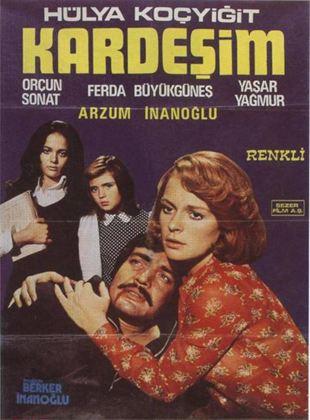 HÜLYA KOÇYİĞİT
KARDEŞİM
ORÇUN SONAT
FERDA BÜYÜKGÜNEŞ
YAŞAR YAĞMUR
ARZUM İNANOĞLU
RENKLİ
SEZER
FİLM A.Ş.
BERKER
İNANOĞLU